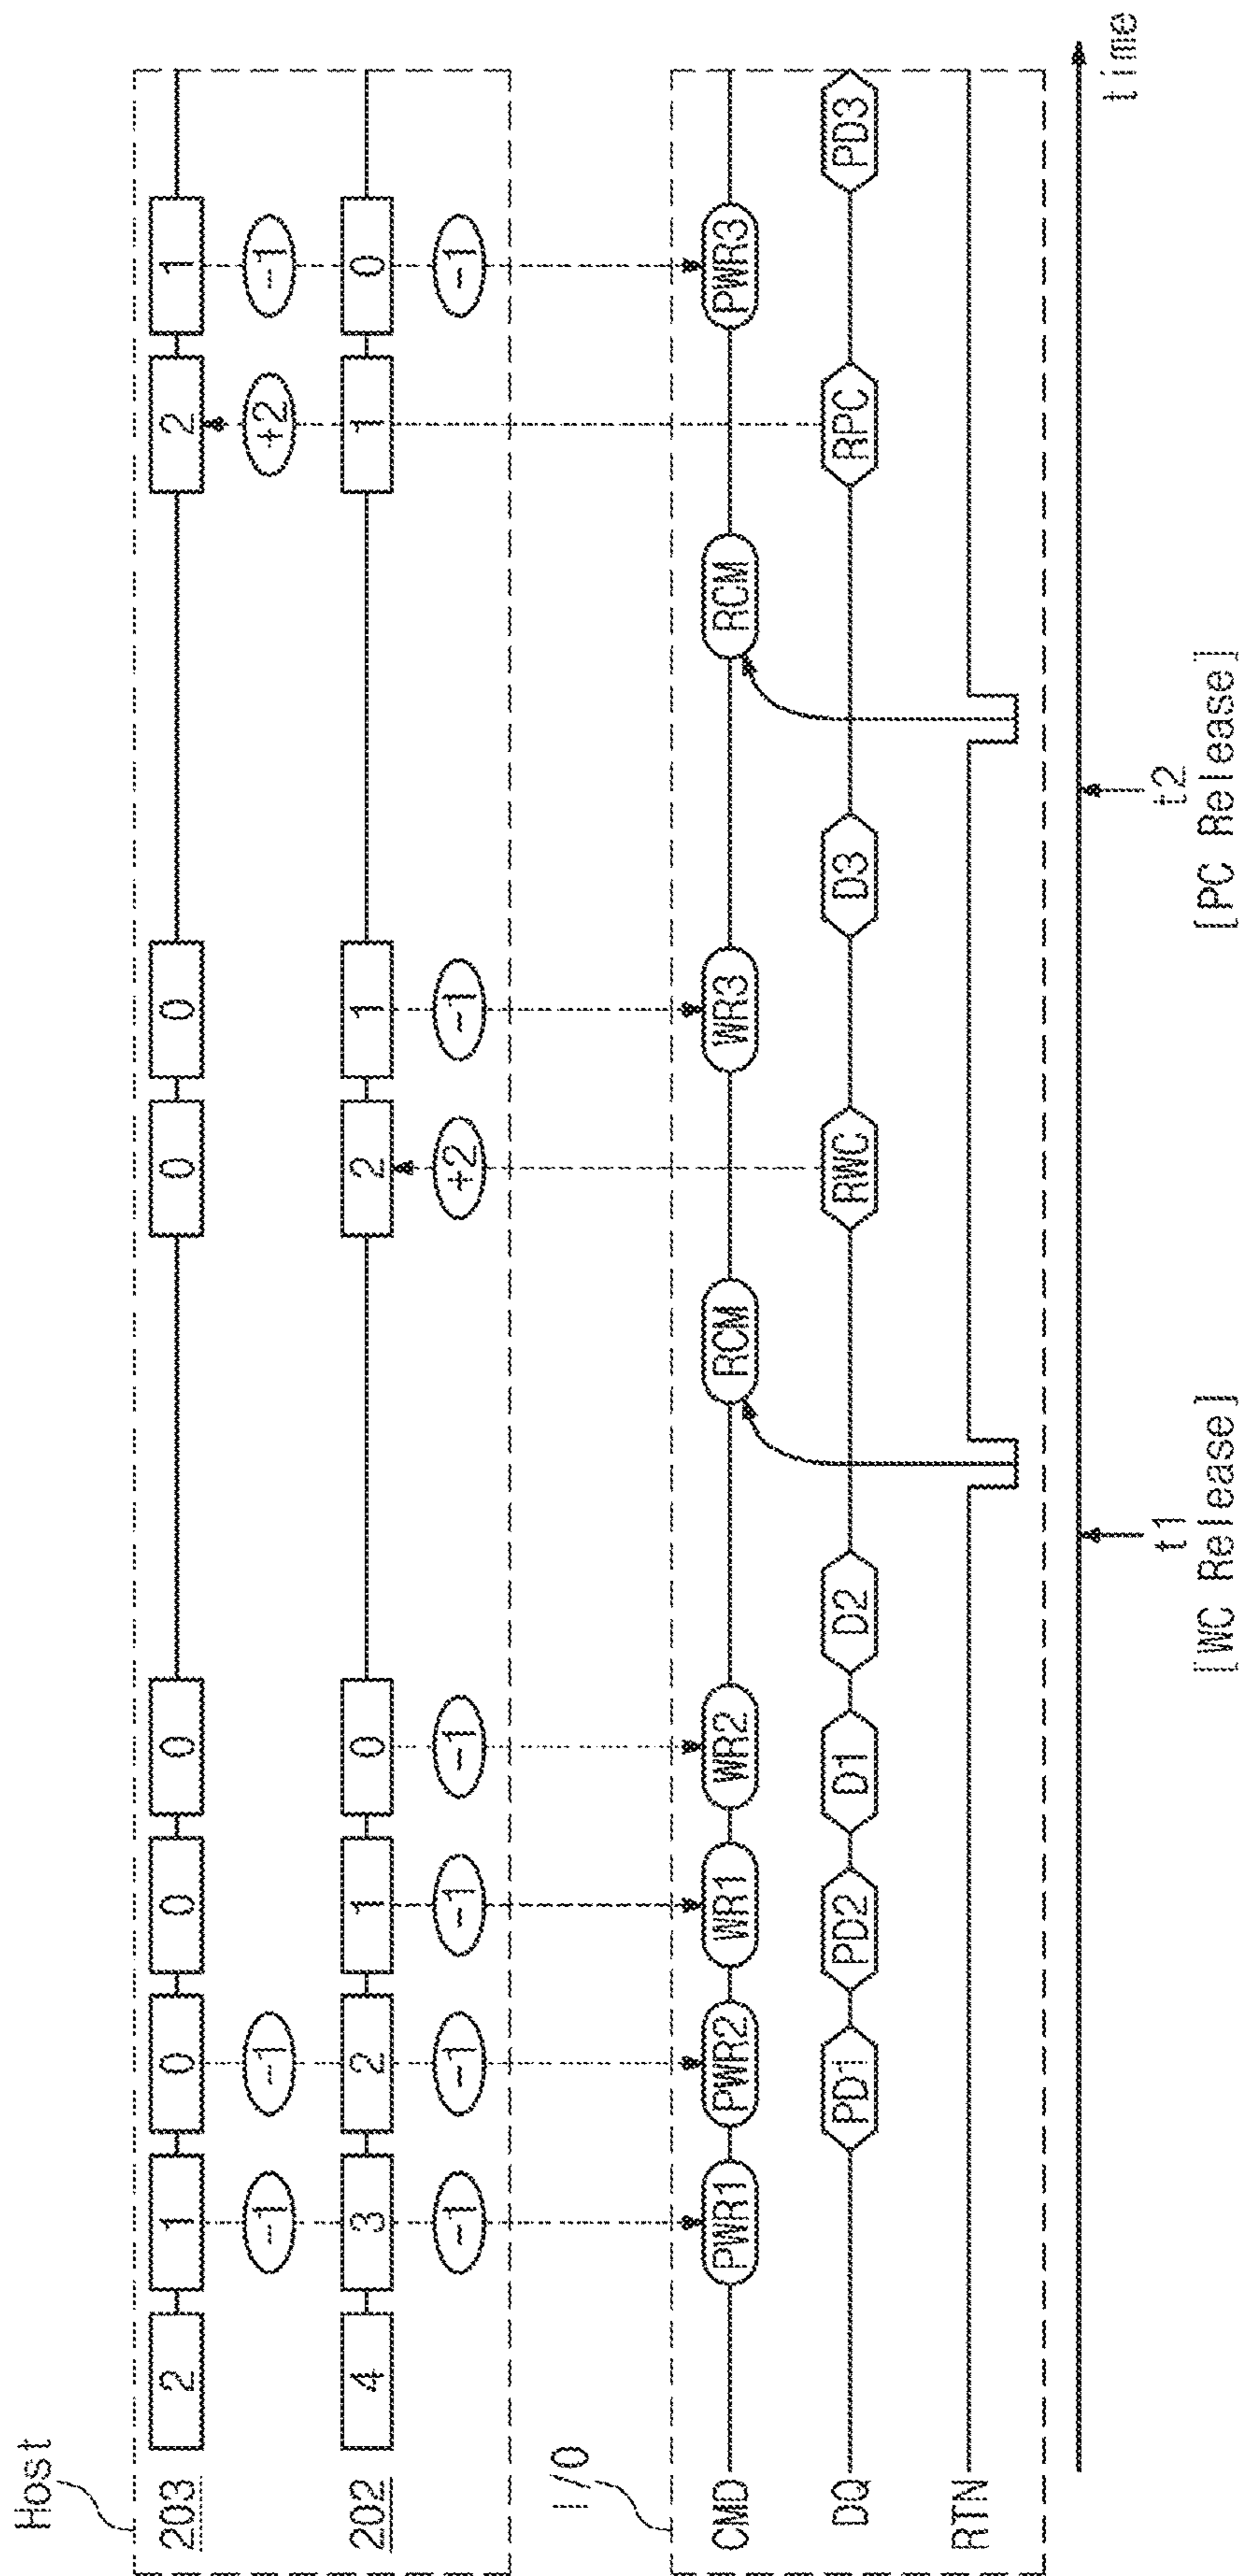 Host
203 2 1 0 0 0 0 0 2 1
-1 -1 +2 -1
202 4 3 2 1 0 2 1 1 0
-1 -1 -1 -1 +2 -1 -1
I/O
CMD PWR1 PWR2 WR1 WR2 RCM WR3 RCM PWR3
DQ PD1 PD2 D1 D2 RWC D3 RPC PD3
RTN
time
t1 t2
[WC Release] [PC Release]